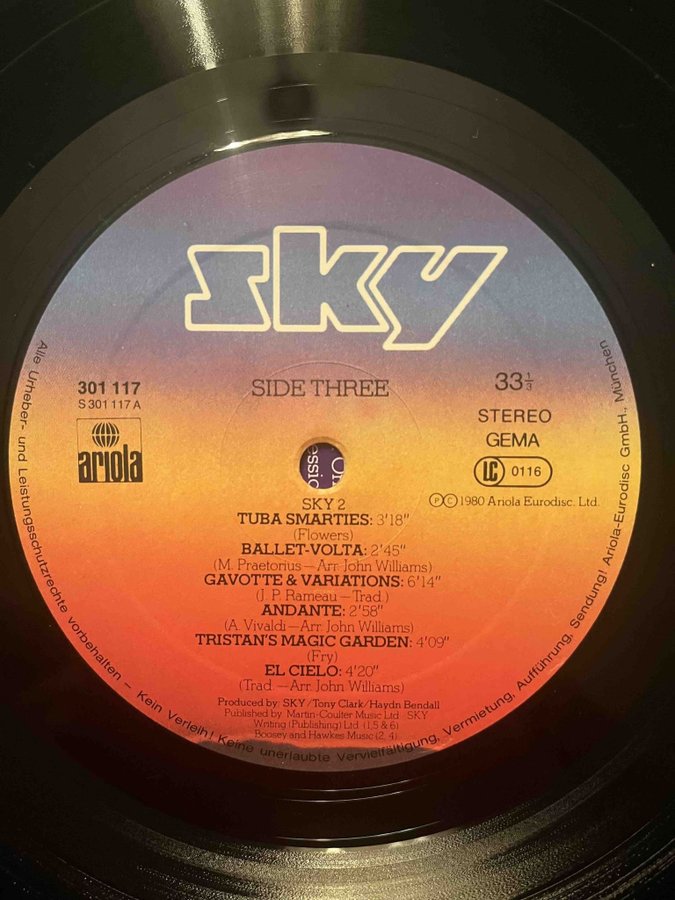 sky
SIDE THREE
301 117
S 301 117 A
ariola
33⅓
STEREO
GEMA
LC 0116
Ⓟ© 1980 Ariola Eurodisc. Ltd.
SKY 2
TUBA SMARTIES: 3'18"
(Flowers)
BALLET-VOLTA: 2'45"
(M. Praetorius – Arr. John Williams)
GAVOTTE & VARIATIONS: 6'14"
(J. P. Rameau – Trad.)
ANDANTE: 2'58"
(A. Vivaldi – Arr. John Williams)
TRISTAN'S MAGIC GARDEN: 4'09"
(Fry)
EL CIELO: 4'20"
(Trad. – Arr. John Williams)
Produced by SKY/Tony Clark/Haydn Bendall
Published by Martin-Coulter Music Ltd. SKY
Writing (Publishing) Ltd. (1, 5 & 6)
Boosey and Hawkes Music (2, 4)
Alle Urheber- und Leistungsschutzrechte vorbehalten – Kein Verleih! Keine unerlaubte Vervielfältigung, Vermietung, Aufführung, Sendung! Ariola-Eurodisc GmbH., München